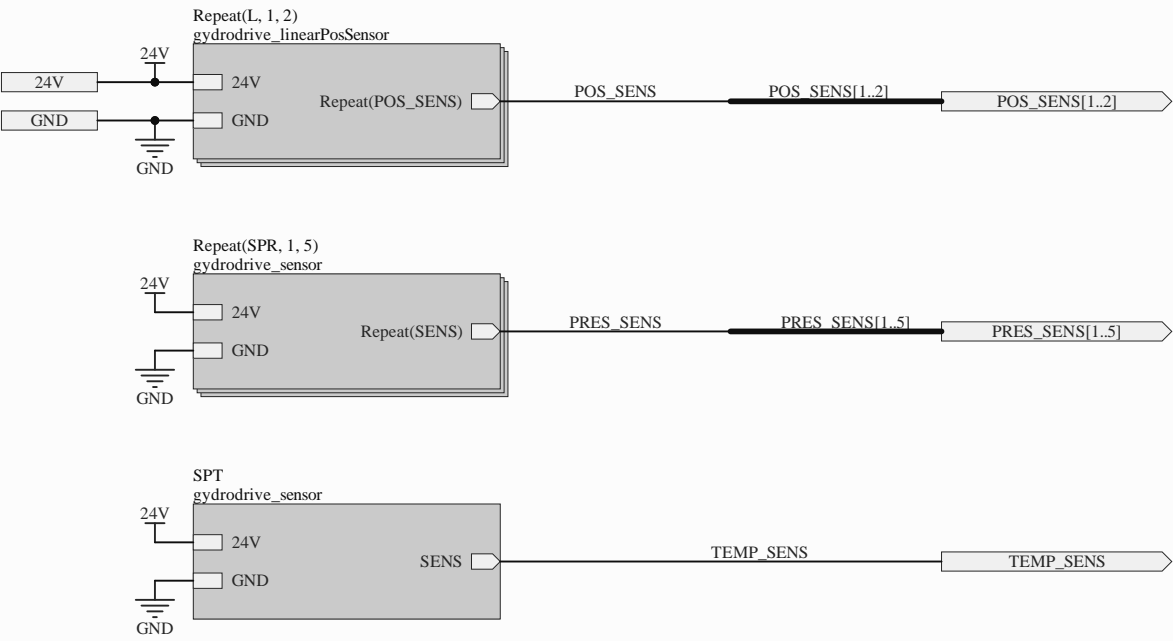 Repeat(L, 1, 2)
gydrodrive_linearPosSensor
24V
24V
24V
Repeat(POS_SENS)
POS_SENS
POS_SENS[1..2]
POS_SENS[1..2]
GND
GND
GND
Repeat(SPR, 1, 5)
gydrodrive_sensor
24V
24V
Repeat(SENS)
PRES_SENS
PRES_SENS[1..5]
PRES_SENS[1..5]
GND
GND
SPT
gydrodrive_sensor
24V
24V
SENS
TEMP_SENS
TEMP_SENS
GND
GND